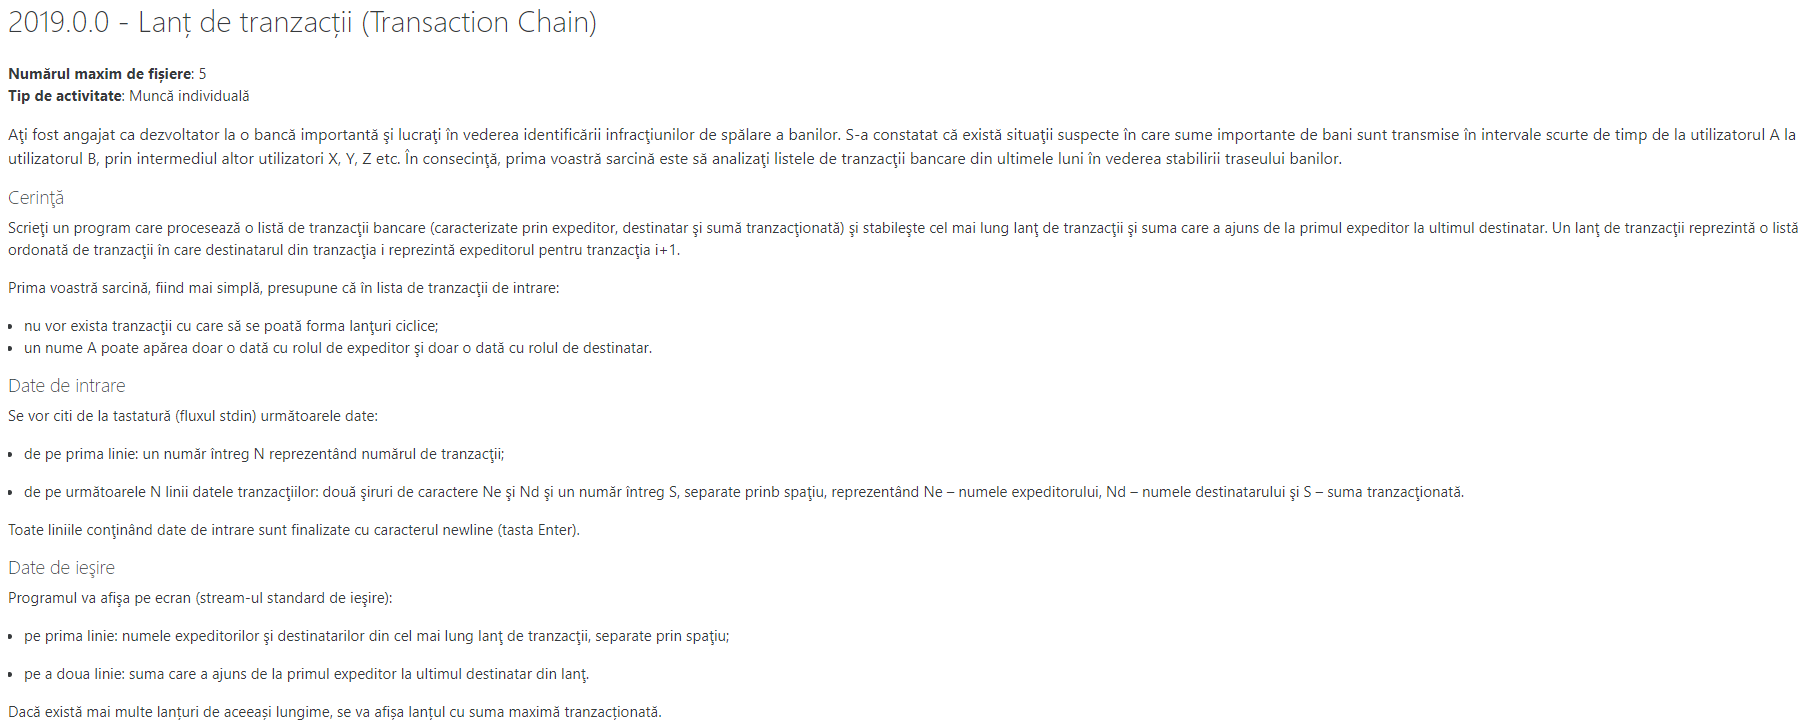 2019.0.0 - Lanț de tranzacții (Transaction Chain)
Numărul maxim de fișiere: 5
Tip de activitate: Muncă individuală
Aţi fost angajat ca dezvoltator la o bancă importantă şi lucraţi în vederea identificării infracţiunilor de spălare a banilor. S-a constatat că există situaţii suspecte în care sume importante de bani sunt transmise în intervale scurte de timp de la utilizatorul A la
utilizatorul B, prin intermediul altor utilizatori X, Y, Z etc. În consecinţă, prima voastră sarcină este să analizaţi listele de tranzacţii bancare din ultimele luni în vederea stabilirii traseului banilor.
Cerinţă
Scrieţi un program care procesează o listă de tranzacţii bancare (caracterizate prin expeditor, destinatar şi sumă tranzacţionată) şi stabileşte cel mai lung lanţ de tranzacţii şi suma care a ajuns de la primul expeditor la ultimul destinatar. Un lanţ de tranzacţii reprezintă o listă
ordonată de tranzacţii în care destinatarul din tranzacţia i reprezintă expeditorul pentru tranzacţia i+1.
Prima voastră sarcină, fiind mai simplă, presupune că în lista de tranzacţii de intrare:
• nu vor exista tranzacţii cu care să se poată forma lanţuri ciclice;
• un nume A poate apărea doar o dată cu rolul de expeditor şi doar o dată cu rolul de destinatar.
Date de intrare
Se vor citi de la tastatură (fluxul stdin) următoarele date:
• de pe prima linie: un număr întreg N reprezentând numărul de tranzacţii;
• de pe următoarele N linii datele tranzacţiilor: două şiruri de caractere Ne şi Nd şi un număr întreg S, separate prinb spaţiu, reprezentând Ne – numele expeditorului, Nd – numele destinatarului şi S – suma tranzacţionată.
Toate liniile conţinând date de intrare sunt finalizate cu caracterul newline (tasta Enter).
Date de ieşire
Programul va afişa pe ecran (stream-ul standard de ieşire):
• pe prima linie: numele expeditorilor şi destinatarilor din cel mai lung lanţ de tranzacţii, separate prin spaţiu;
• pe a doua linie: suma care a ajuns de la primul expeditor la ultimul destinatar din lanţ.
Dacă există mai multe lanțuri de aceeași lungime, se va afișa lanțul cu suma maximă tranzacționată.